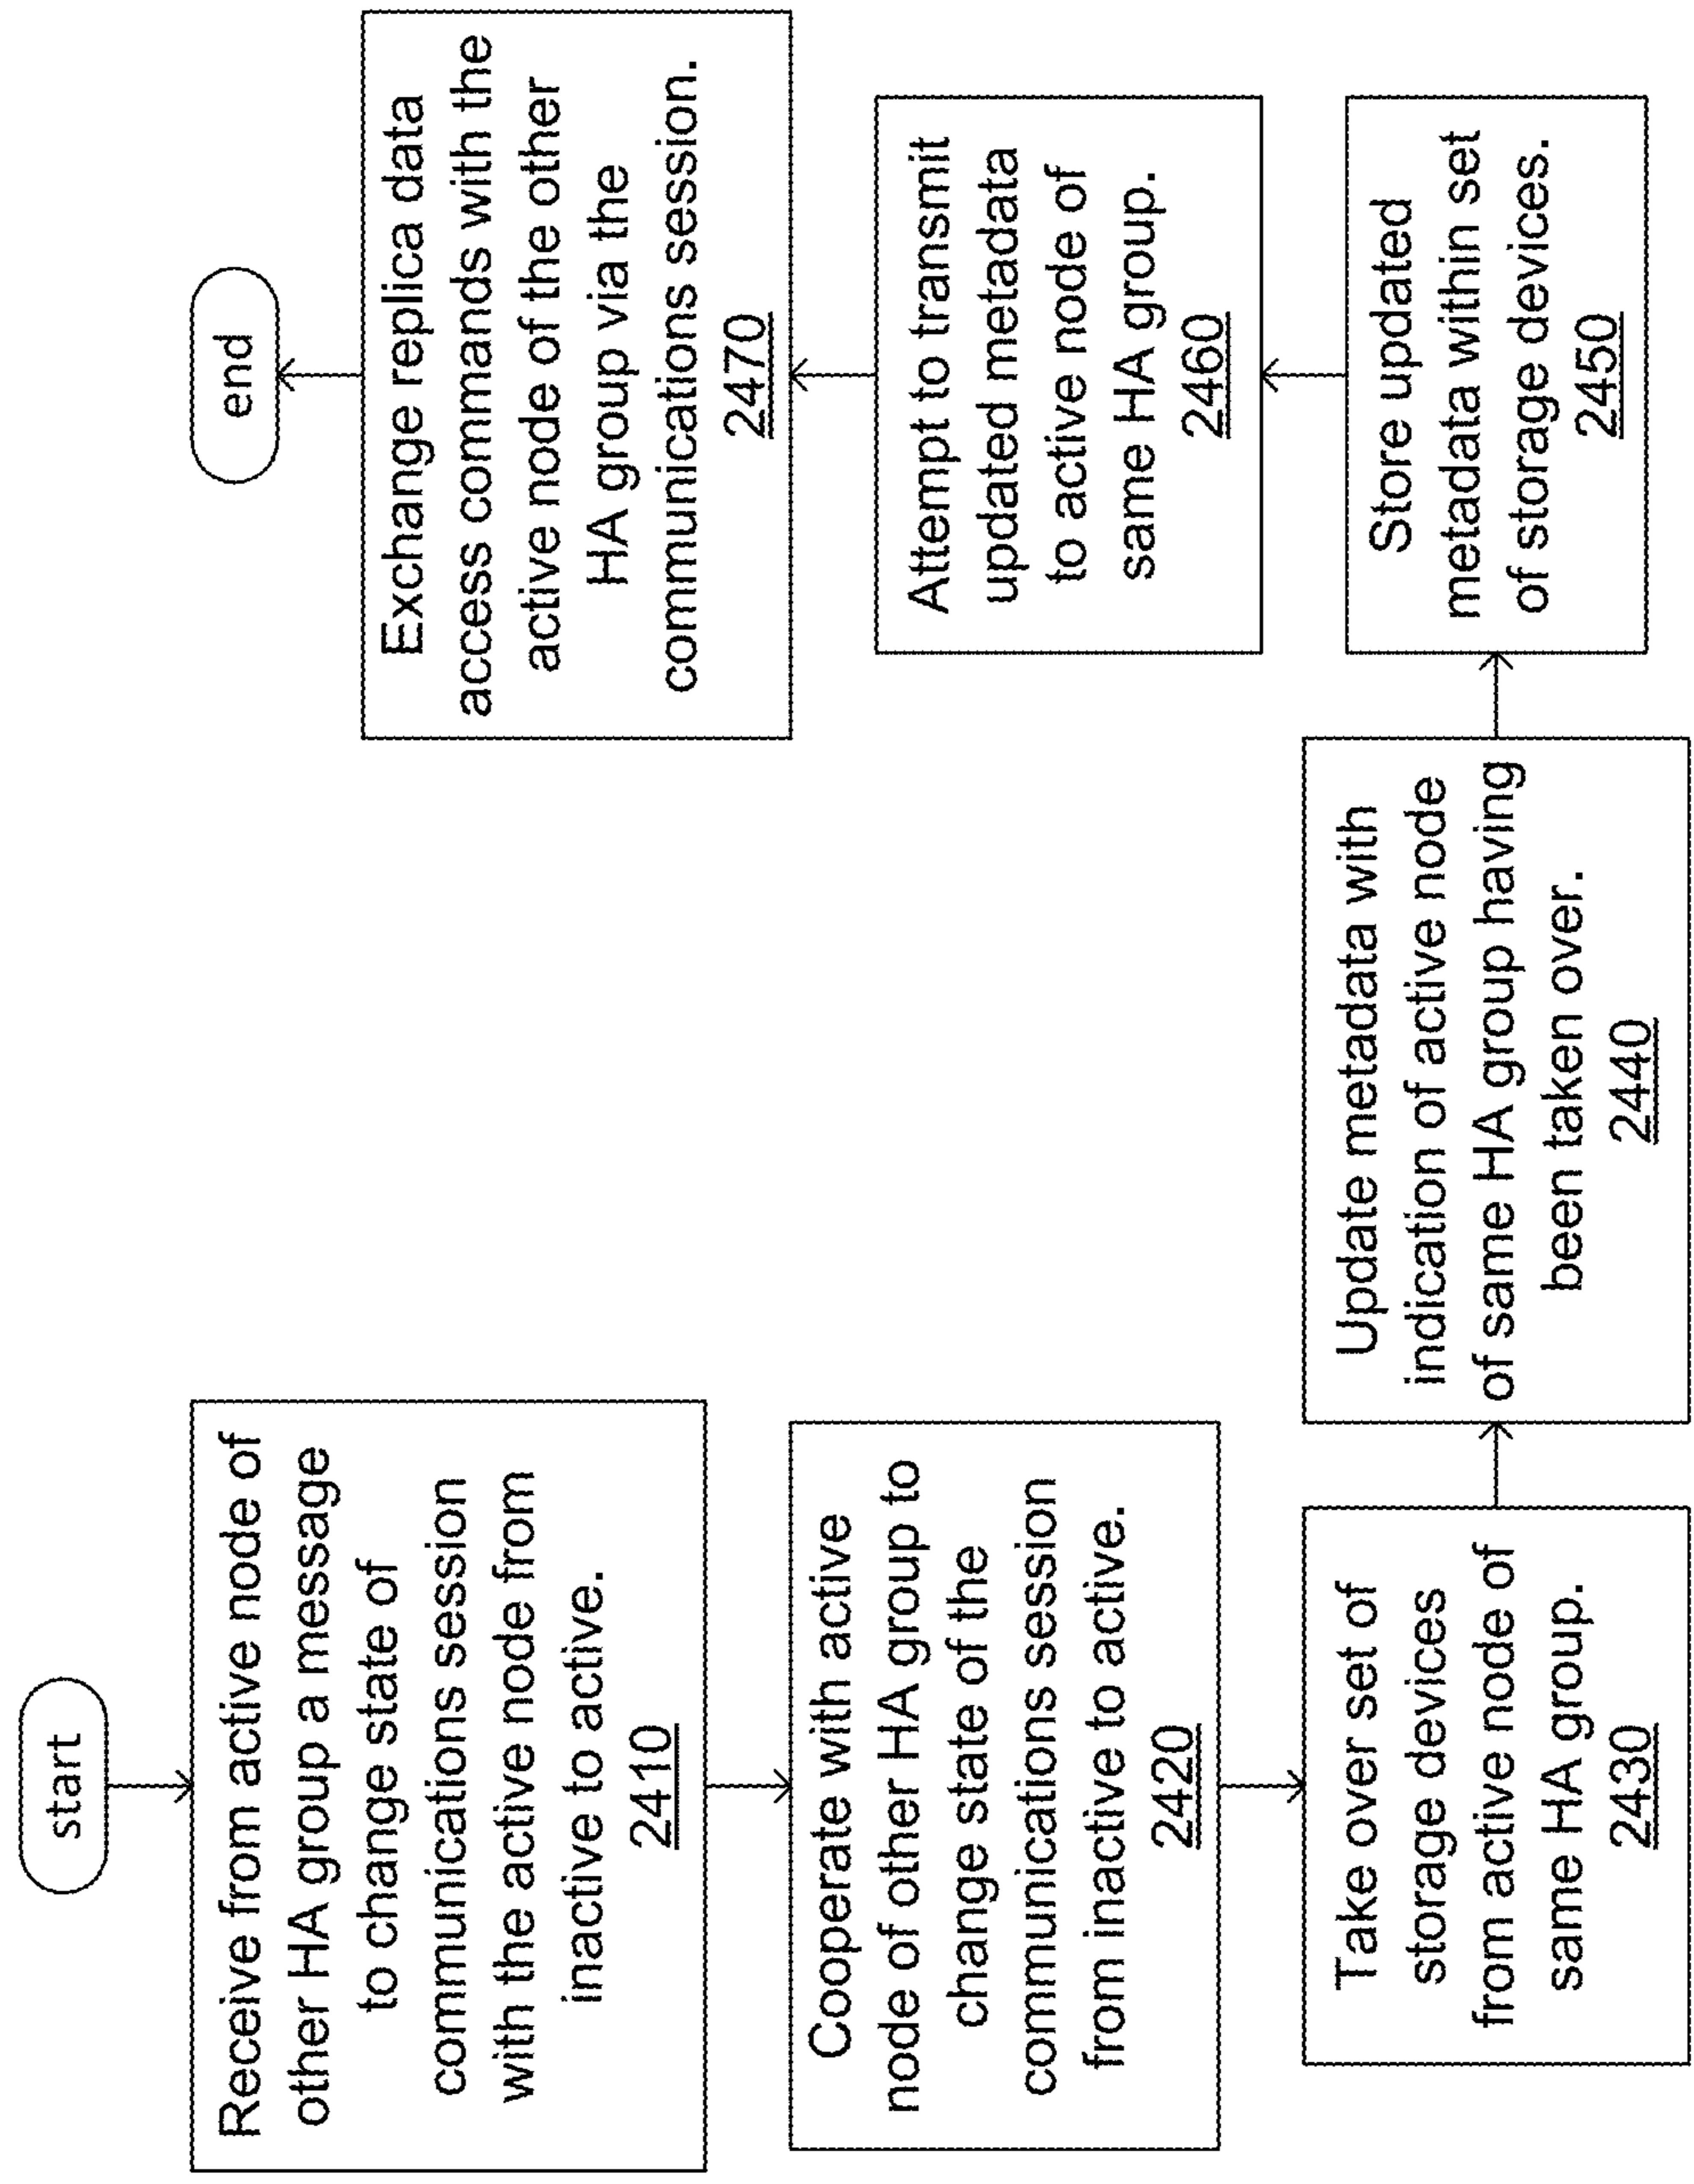 start
Receive from active node of
other HA group a message
to change state of
communications session
with the active node from
inactive to active.
2410
Cooperate with active
node of other HA group to
change state of the
communications session
from inactive to active.
2420
Take over set of
storage devices
from active node of
same HA group.
2430
Update metadata with
indication of active node
of same HA group having
been taken over.
2440
Store updated
metadata within set
of storage devices.
2450
Attempt to transmit
updated metadata
to active node of
same HA group.
2460
Exchange replica data
access commands with the
active node of the other
HA group via the
communications session.
2470
end